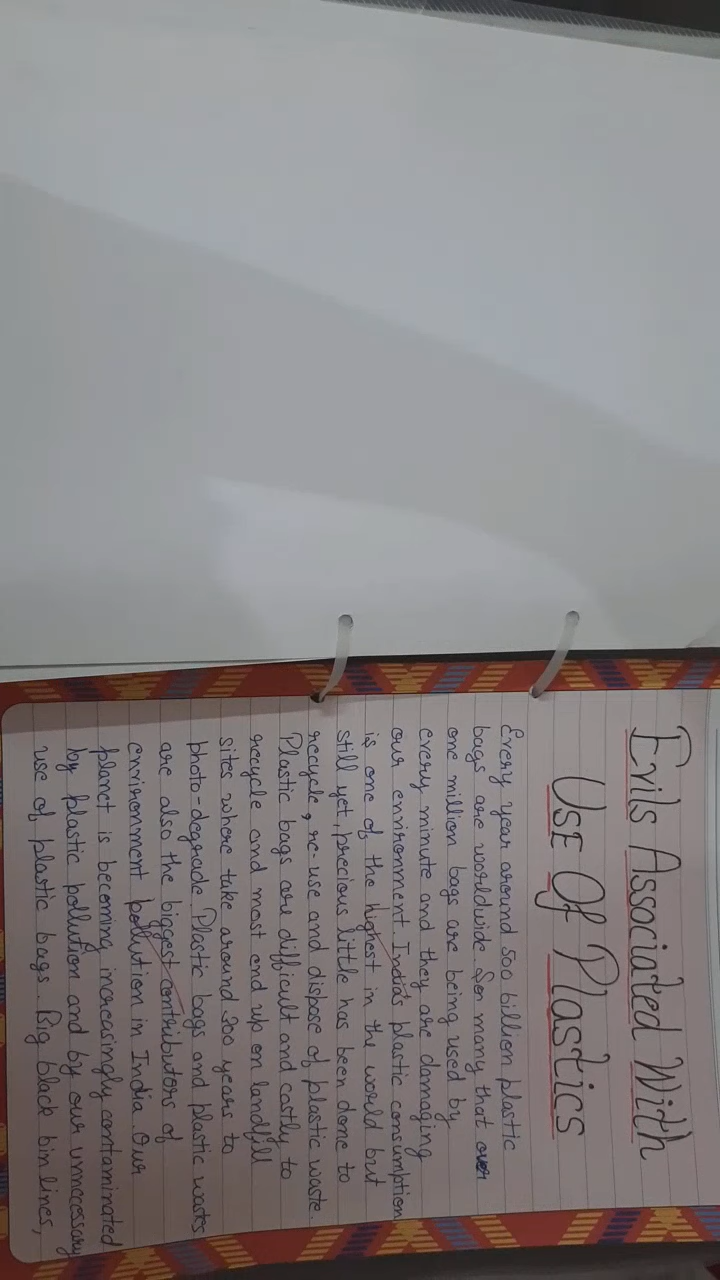 Evils Associated With
Use Of Plastics
Every year around 500 billion plastic
bags are worldwide. So many that over
one million bags are being used by
every minute and they are damaging
our environment. India's plastic consumption
is one of the highest in the world but
still yet, precious little has been done to
recycle, re-use and dispose of plastic waste.
Plastic bags are difficult and costly to
recycle and most end up on landfill
sites where take around 300 years to
photo-degrade. Plastic bags and plastic wastes
are also the biggest contributors of
environment pollution in India. Our
planet is becoming increasingly contaminated
by plastic pollution and by our unnecessary
use of plastic bags. Big black bin lines,